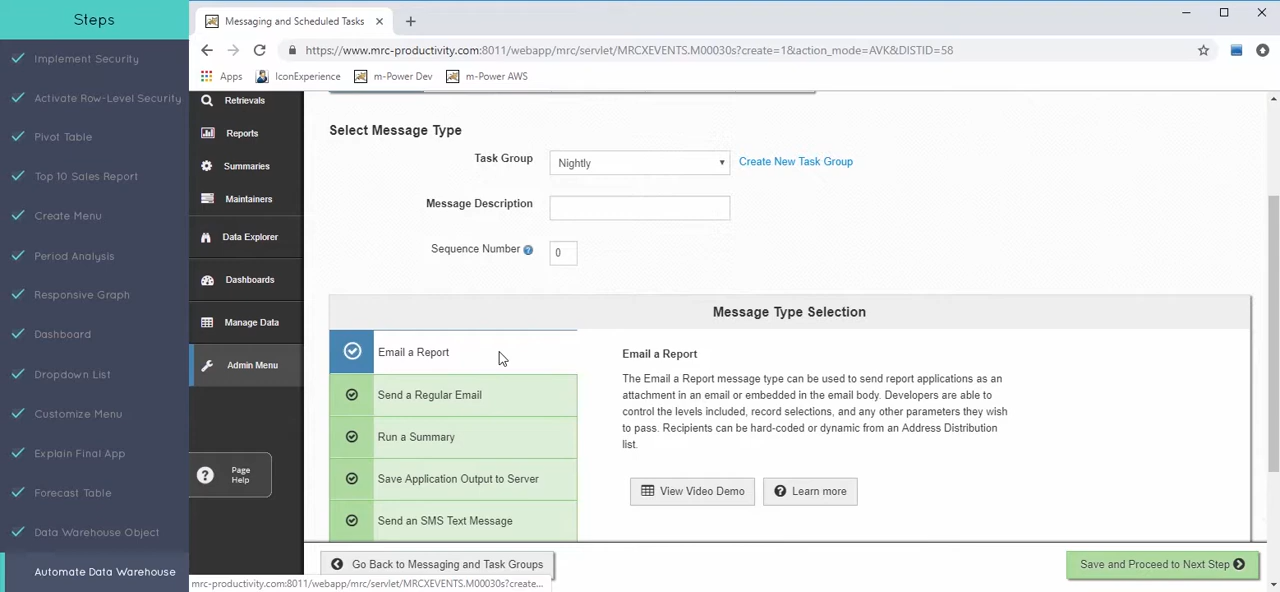 Steps
Implement Security
Activate Row-Level Security
Pivot Table
Top 10 Sales Report
Create Menu
Period Analysis
Responsive Graph
Dashboard
Dropdown List
Customize Menu
Explain Final App
Forecast Table
Data Warehouse Object
Automate Data Warehouse
Messaging and Scheduled Tasks
https://www.mrc-productivity.com:8011/webapp/mrc/servlet/MRCXEVENTS.M00030s?create=1&action_mode=AVK&DISTID=58
Apps IconExperience m-Power Dev m-Power AWS
Retrievals
Reports
Summaries
Maintainers
Data Explorer
Dashboards
Manage Data
Admin Menu
Page
Help
Select Message Type
Task Group Nightly Create New Task Group
Message Description
Sequence Number ? 0
Message Type Selection
Email a Report
Send a Regular Email
Run a Summary
Save Application Output to Server
Send an SMS Text Message
Email a Report
The Email a Report message type can be used to send report applications as an
attachment in an email or embedded in the email body. Developers are able to
control the levels included, record selections, and any other parameters they wish
to pass. Recipients can be hard-coded or dynamic from an Address Distribution
list.
View Video Demo ? Learn more
Go Back to Messaging and Task Groups Save and Proceed to Next Step
mrc-productivity.com:8011/webapp/mrc/servlet/MRCXEVENTS.M00030s?create...